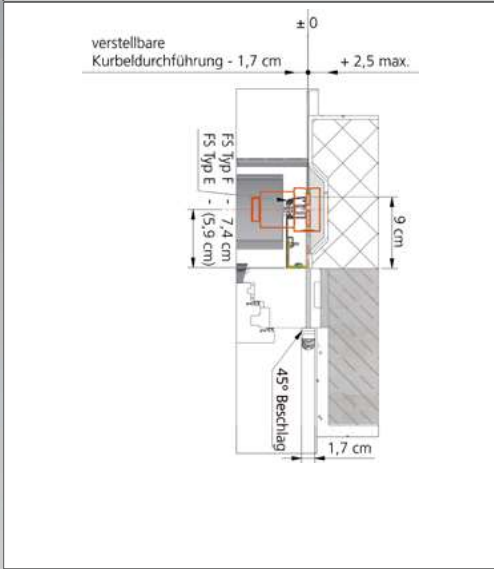 ± 0
verstellbare
Kurbeldurchführung - 1,7 cm
+ 2,5 max.
FS Typ F - 7,4 cm
FS Typ E - (5,9 cm)
9 cm
45º Beschlag
1,7 cm